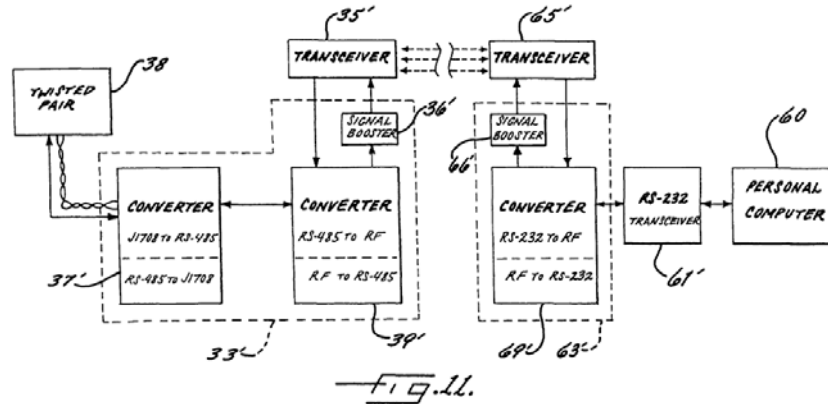 35'
65'
38
TRANSCEIVER
TRANSCEIVER
TWISTED
PAIR
SIGNAL
BOOSTER
36'
SIGNAL
BOOSTER
66'
60
CONVERTER
J1708 TO RS-485
RS-485 TO J1708
37'
CONVERTER
RS-485 TO RF
RF TO RS-485
CONVERTER
RS-232 TO RF
RF TO RS-232
RS-232
TRANSCEIVER
61'
PERSONAL
COMPUTER
33'
39'
69'
63'
Fig. 11.